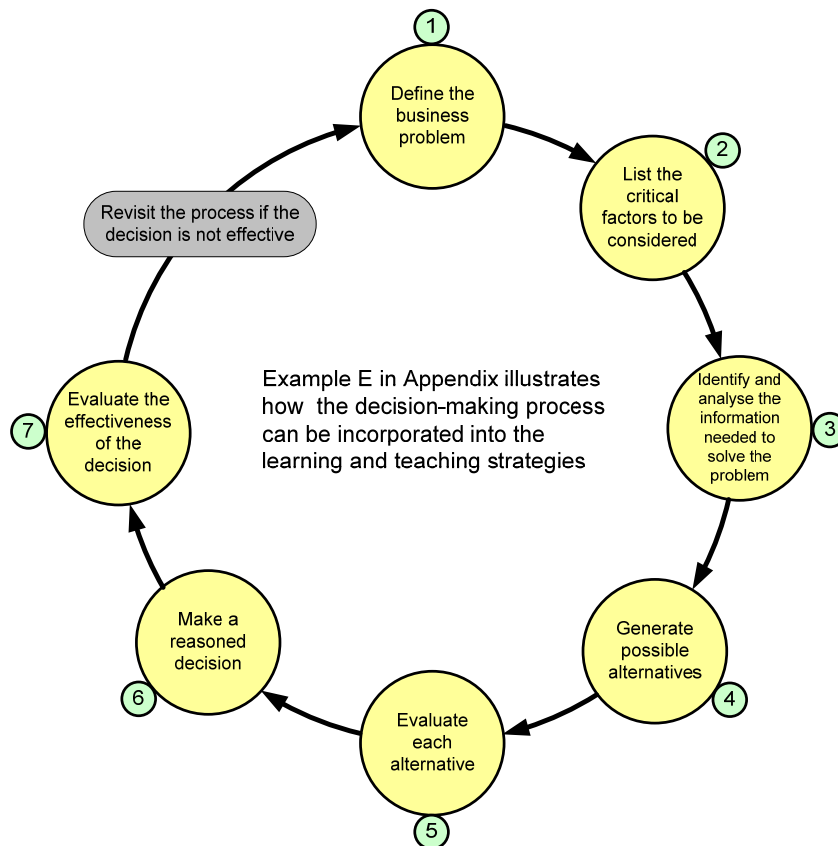 1
Define the
business
problem
2
List the
critical
factors to be
considered
Identify and
analyse the
information
needed to
solve the
problem
3
Generate
possible
alternatives
4
Evaluate
each
alternative
5
Make a
reasoned
decision
6
Evaluate the
effectiveness
of the
decision
7
Revisit the process if the
decision is not effective
Example E in Appendix illustrates
how the decision-making process
can be incorporated into the
learning and teaching strategies